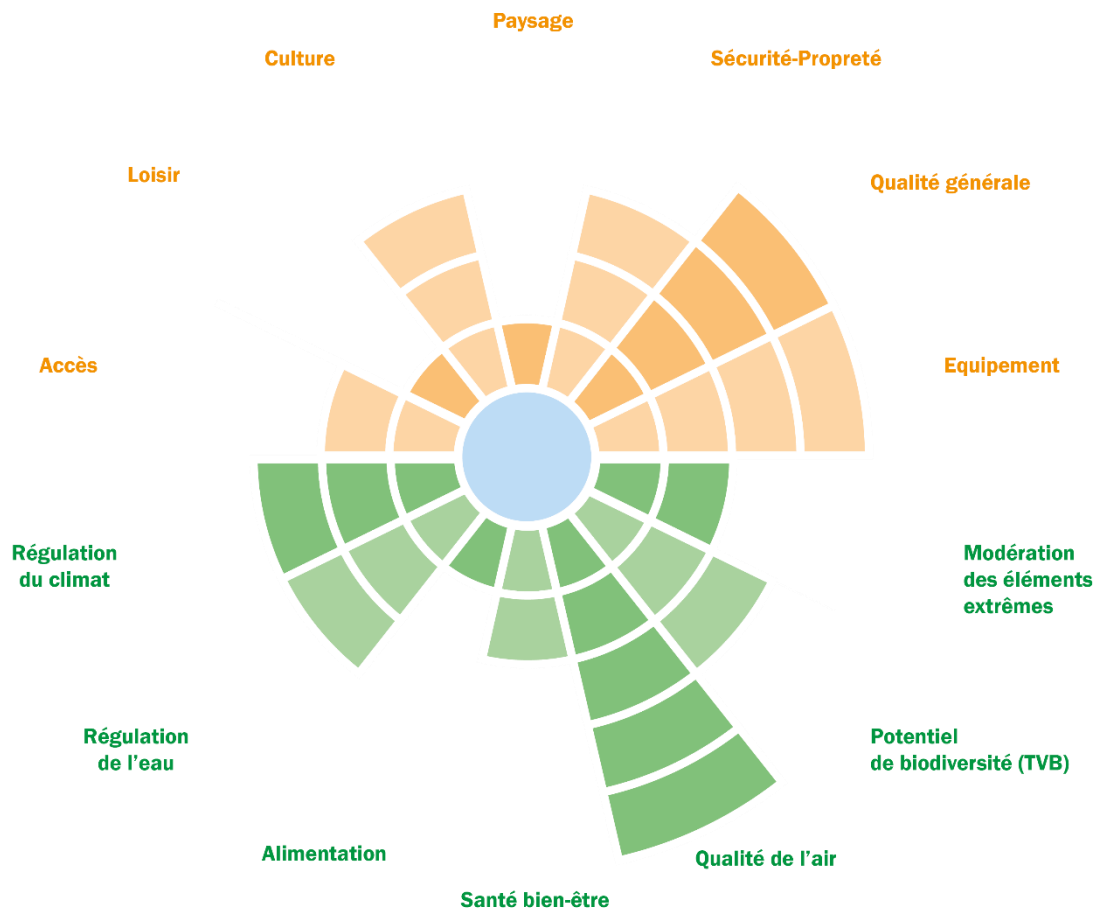 Paysage
Culture
Sécurité-Propreté
Loisir
Qualité générale
Accès
Equipement
Régulation
du climat
Modération
des éléments
extrêmes
Régulation
de l'eau
Potentiel
de biodiversité (TVB)
Alimentation
Qualité de l'air
Santé bien-être